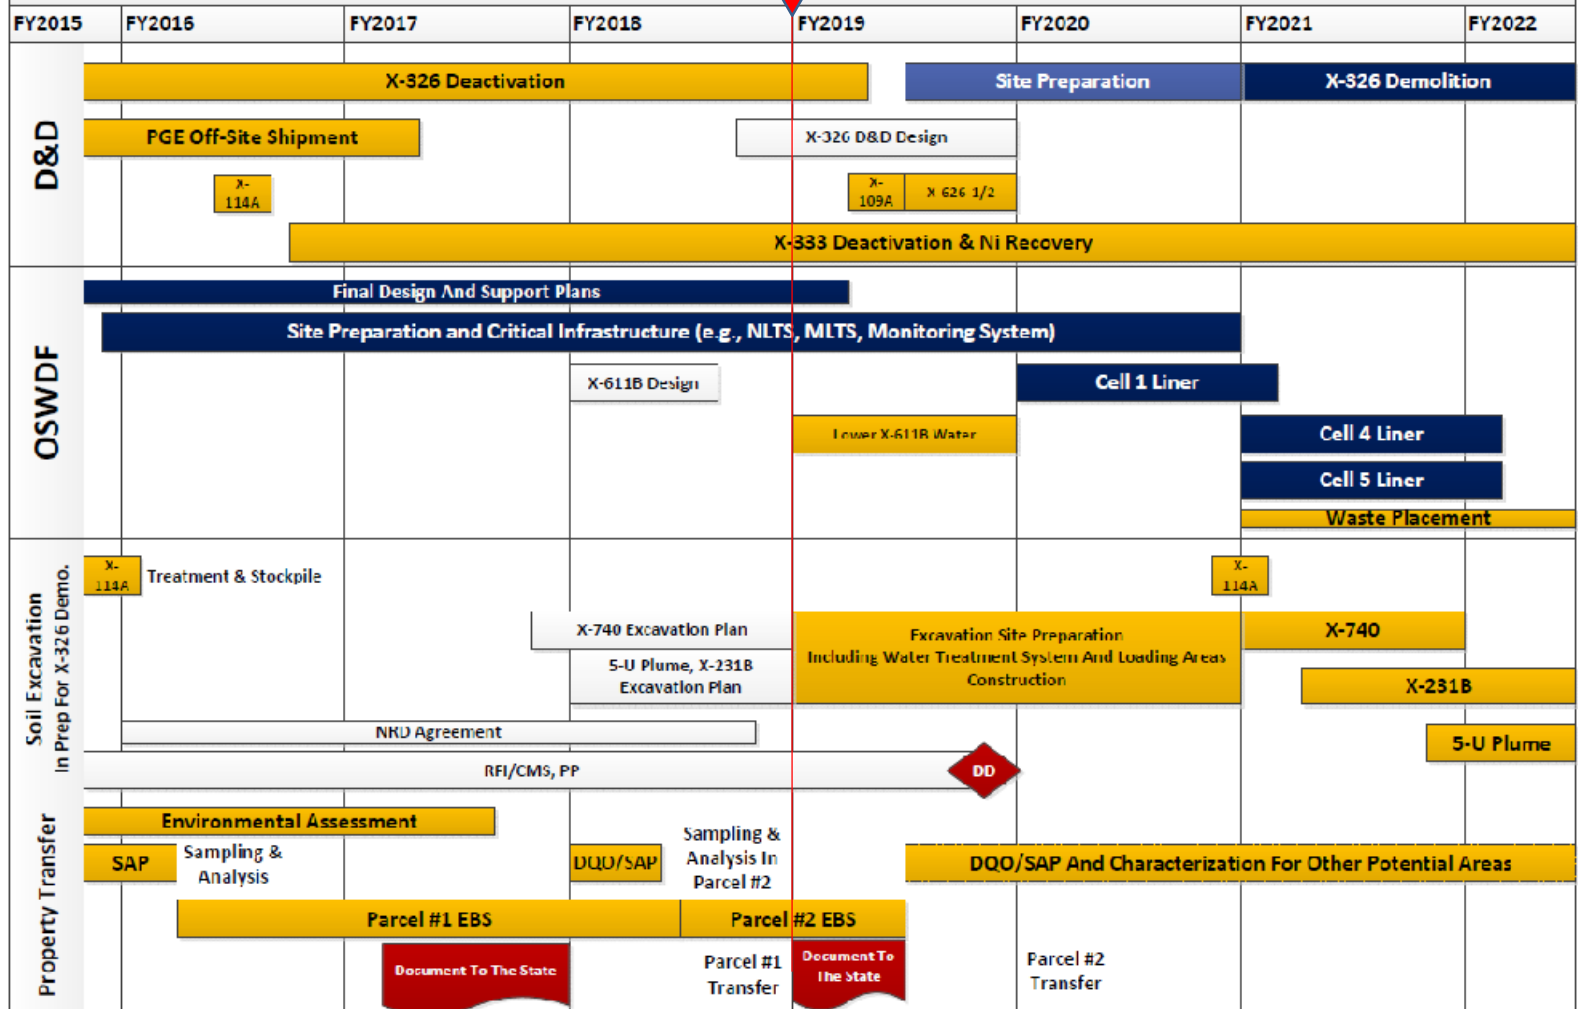 FY2015 FY2016 FY2017 FY2018 FY2019 FY2020 FY2021 FY2022
D&D
X-326 Deactivation
Site Preparation
X-326 Demolition
PGE Off-Site Shipment
X-326 D&D Design
X-
114A
X-
109A
X-626-1/2
X-333 Deactivation & Ni Recovery
OSWDF
Final Design And Support Plans
Site Preparation and Critical Infrastructure (e.g., NLTS, MLTS, Monitoring System)
X-611B Design
Cell 1 Liner
Lower X-611B Water
Cell 4 Liner
Cell 5 Liner
Waste Placement
Soil Excavation
In Prep For X-326 Demo.
X-
114A
Treatment & Stockpile
X-
114A
X-740 Excavation Plan
Excavation Site Preparation
Including Water Treatment System And Loading Areas
Construction
X-740
5-U Plume, X-231B
Excavation Plan
X-231B
NRD Agreement
5-U Plume
RFI/CMS, PP
DD
Property Transfer
Environmental Assessment
SAP
Sampling &
Analysis
DQO/SAP
Sampling &
Analysis In
Parcel #2
DQO/SAP And Characterization For Other Potential Areas
Parcel #1 EBS
Parcel #2 EBS
Document To The State
Parcel #1
Transfer
Document To
The State
Parcel #2
Transfer